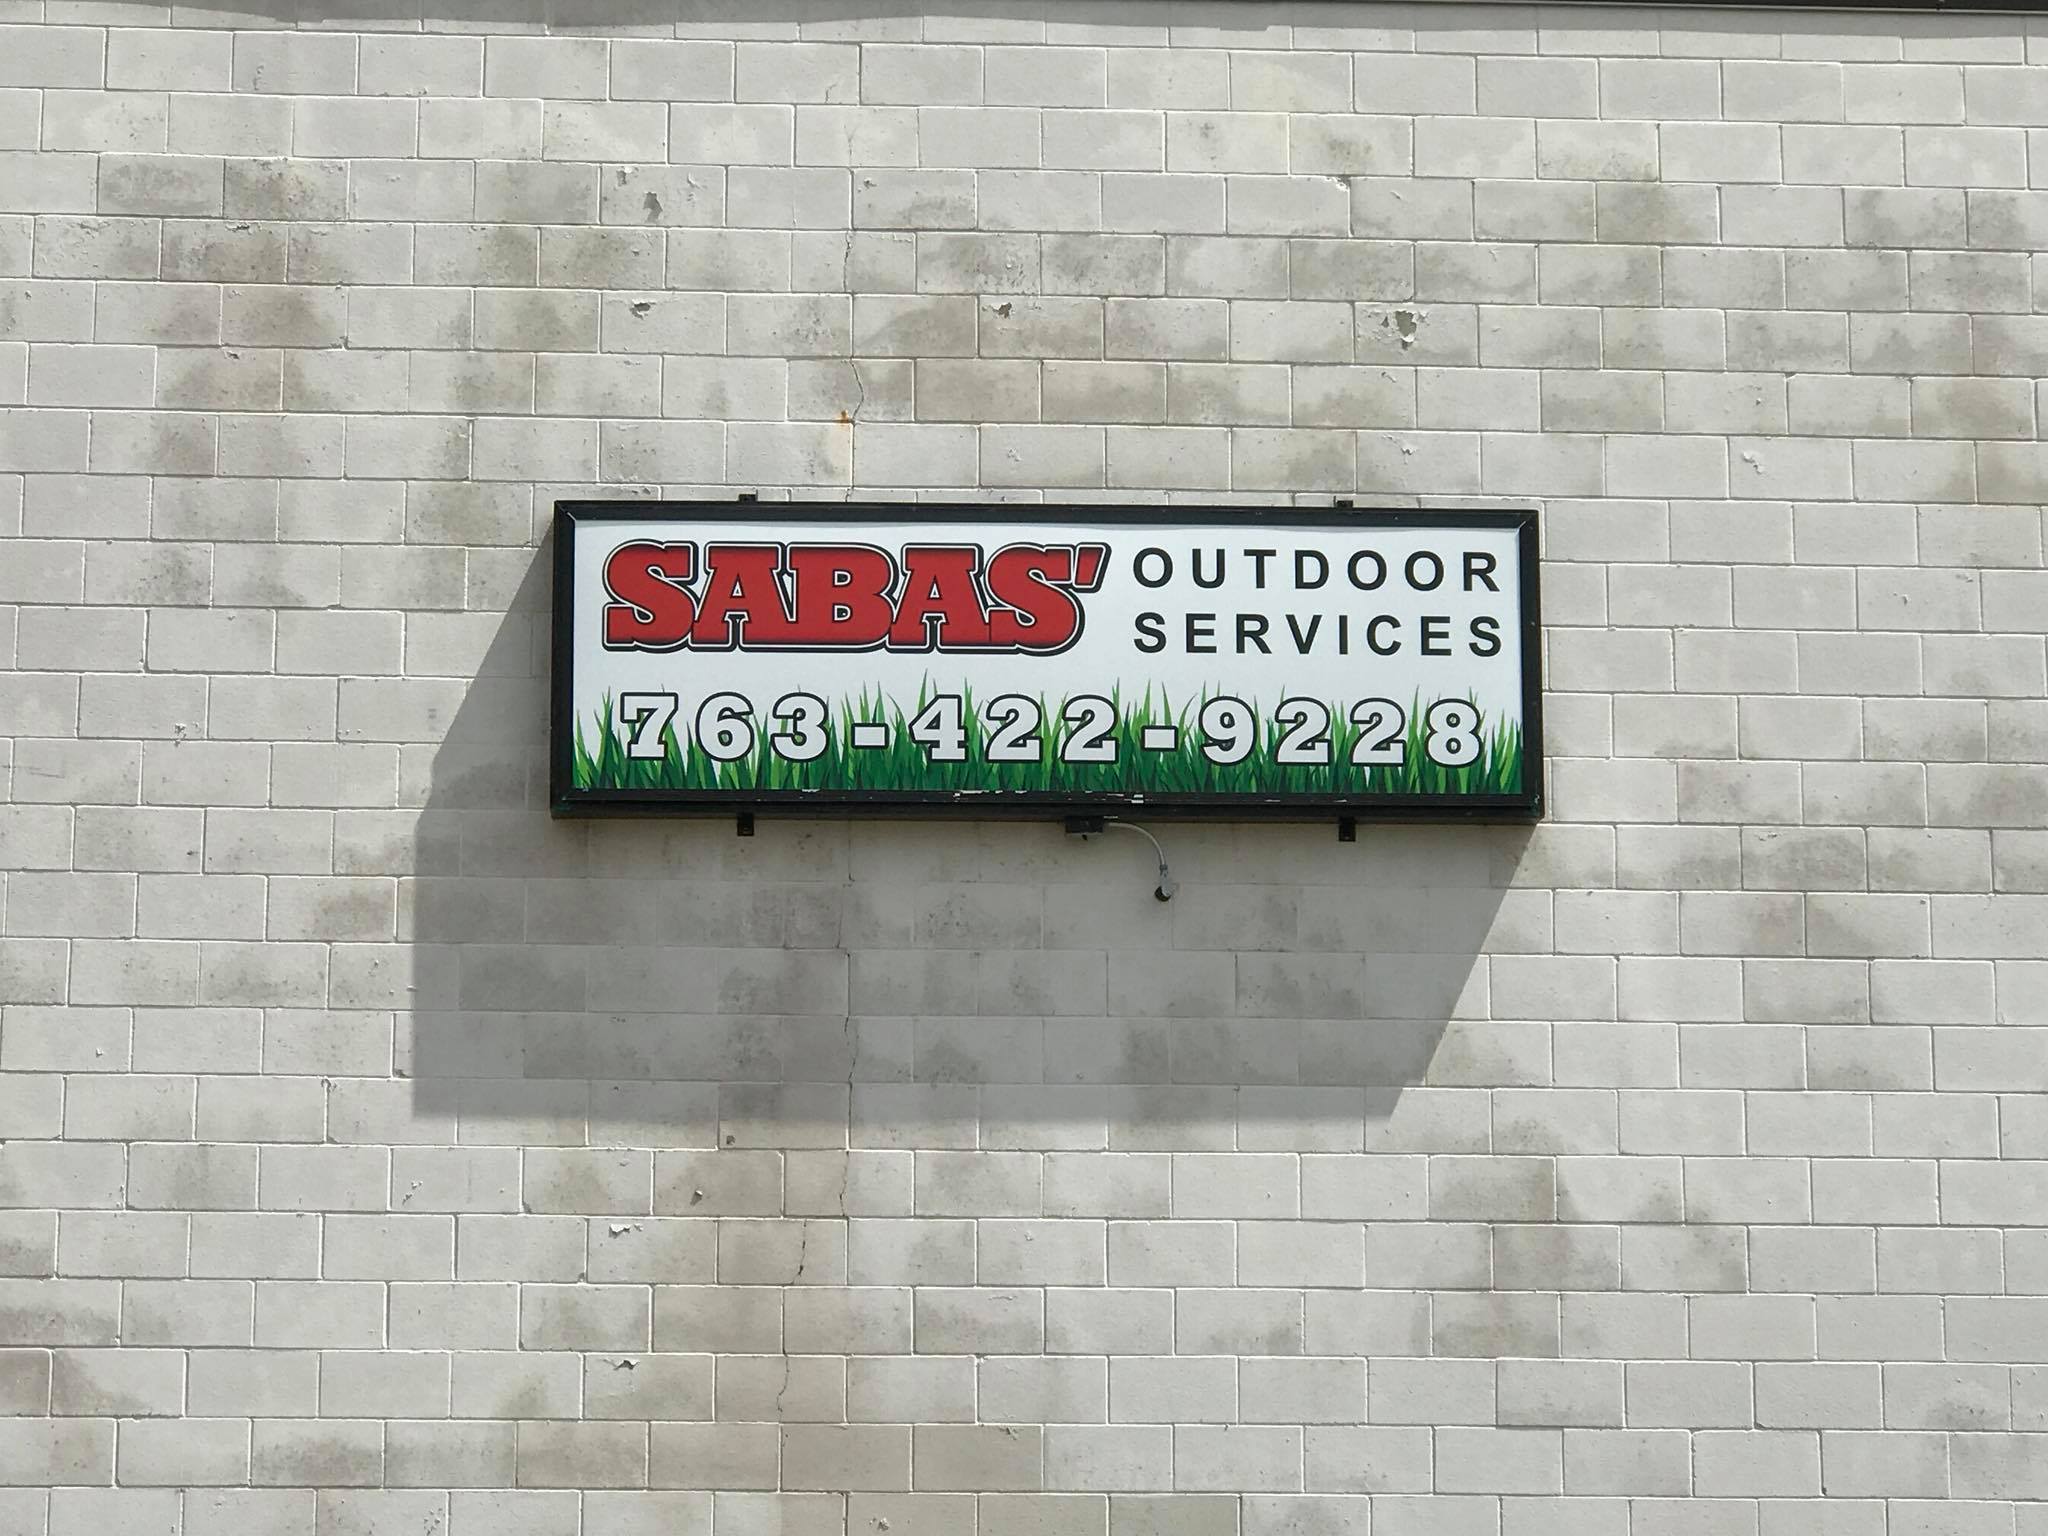 SABAS' OUTDOOR
SERVICES
763-422-9228